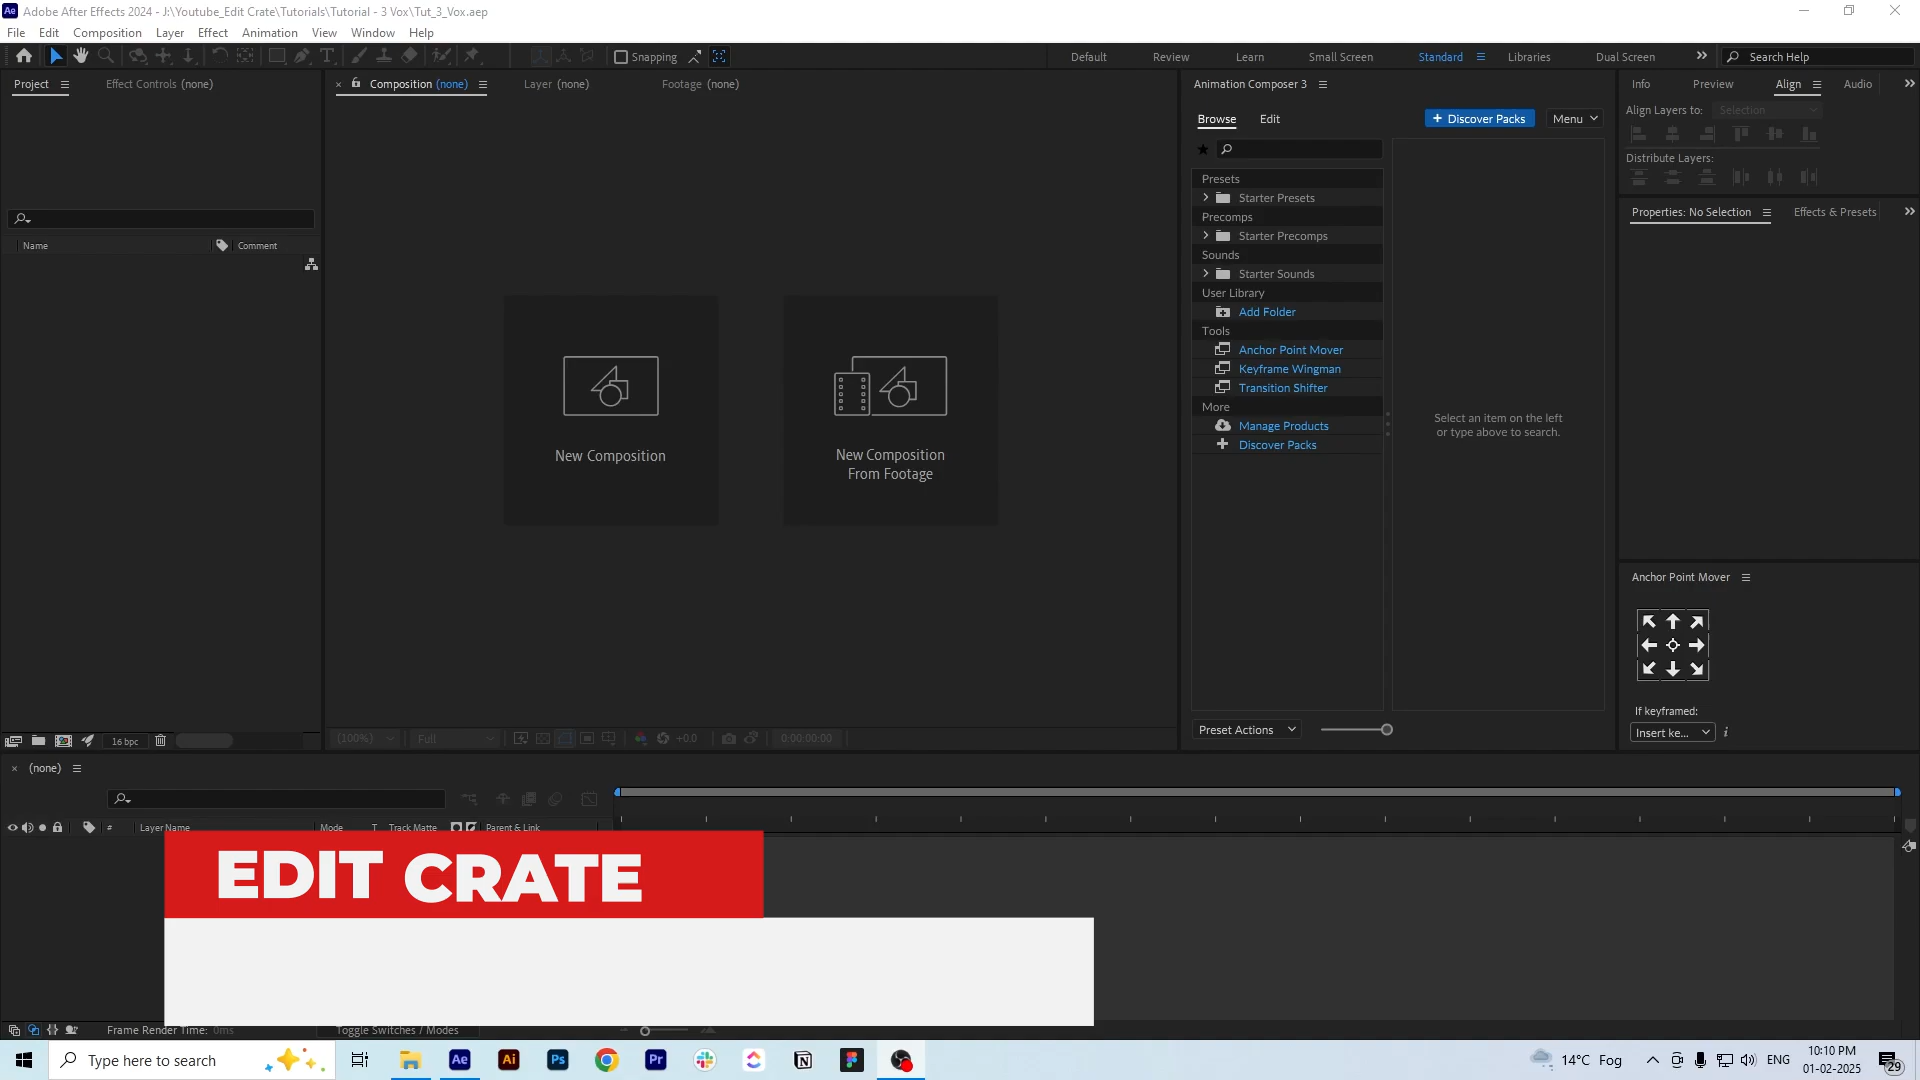 Adobe After Effects 2024 - J:\Youtube_Edit Crate\Tutorials\Tutorial - 3 Vox\Tut_3_Vox.aep
File Edit Composition Layer Effect Animation View Window Help
Snapping Default Review Learn Small Screen Standard Libraries Dual Screen Search Help
Project Effect Controls (none) Composition (none) Layer (none) Footage (none) Animation Composer 3 Info Preview Align Audio
Align Layers to: Selection
Browse Edit Discover Packs Menu
Distribute Layers:
Presets
Starter Presets
Precomps
Starter Precomps
Sounds
Starter Sounds
User Library
Add Folder
Tools
Anchor Point Mover
Keyframe Wingman
Transition Shifter
More
Manage Products
Discover Packs
Select an item on the left
or type above to search.
Properties: No Selection Effects & Presets
Name Comment
New Composition
New Composition
From Footage
Anchor Point Mover
If keyframed:
Insert ke...
Preset Actions
16 bpc
(100%) Full +0.0 0:00:00:00
(none)
# Layer Name Mode T Track Matte Parent & Link
EDIT CRATE
Frame Render Time: 0ms Toggle Switches / Modes
Type here to search
Ae Ai Ps Pr
14°C Fog ENG
10:10 PM
01-02-2025
29